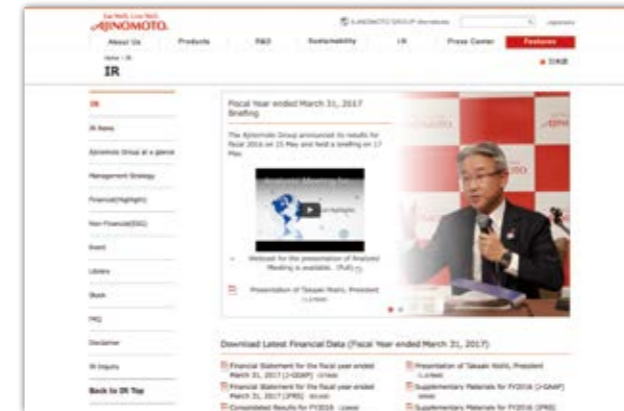 Eat Well, Live Well.
AJINOMOTO.
AJINOMOTO GROUP Worldwide
About Us
Products
R&D
Sustainability
I R
Press Center
Features
Home > IR
日本語
IR
IR
IR News
Ajinomoto Group at a glance
Management Strategy
Financial(Highlight)
Non-Financial(ESG)
Event
Library
Stock
FAQ
Disclaimer
IR Inquiry
Back to IR Top
Fiscal Year ended March 31, 2017
Briefing
The Ajinomoto Group announced its results for
fiscal 2016 on 15 May and held a briefing on 17
May.
Webcast for the presentation of Analyst
Meeting is available. (Full)
Presentation of Takaaki Nishii, President
Download Latest Financial Data (Fiscal Year ended March 31, 2017)
Financial Statement for the fiscal year ended
March 31, 2017 [J-GAAP]
Financial Statement for the fiscal year ended
March 31, 2017 [IFRS]
Consolidated Results for FY2016
Presentation of Takaaki Nishii, President
Supplementary Materials for FY2016 [J-GAAP]
Supplementary Materials for FY2016 [IFRS]